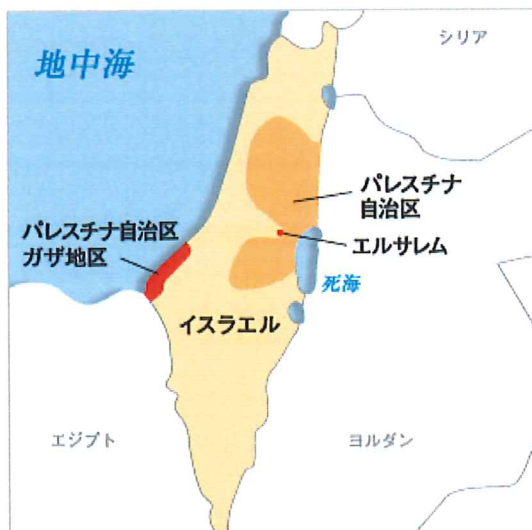 シリア
地中海
パレスチナ
自治区
パレスチナ自治区
ガザ地区
エルサレム
死海
イスラエル
エジプト
ヨルダン